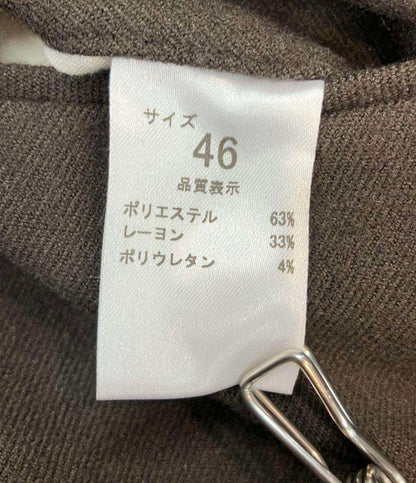 サイズ
46
品質表示
ポリエステル 63%
レーヨン 33%
ポリウレタン 4%